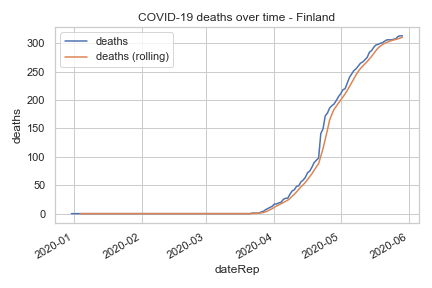 COVID-19 deaths over time - Finland
deaths
deaths (rolling)
300
250
200
150
100
50
0
deaths
2020-01
2020-02
2020-03
2020-04
2020-05
2020-06
dateRep